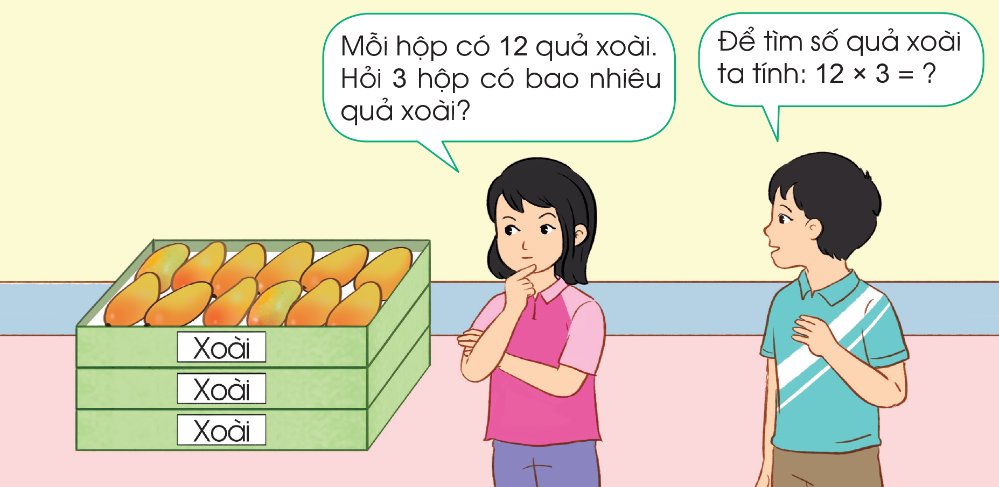 Mỗi hộp có 12 quả xoài.
Hỏi 3 hộp có bao nhiêu
quả xoài?
Để tìm số quả xoài
ta tính: 12 × 3 = ?
Xoài
Xoài
Xoài